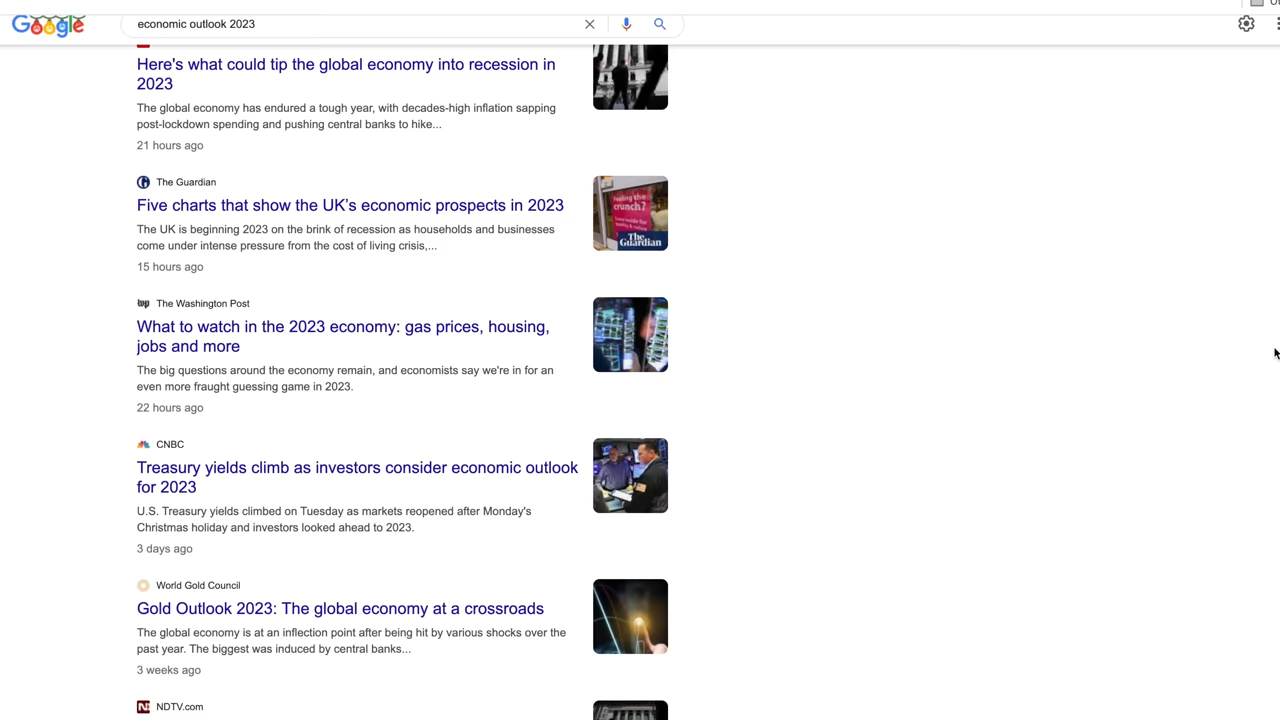 Google
economic outlook 2023
Here's what could tip the global economy into recession in
2023
The global economy has endured a tough year, with decades-high inflation sapping
post-lockdown spending and pushing central banks to hike...
21 hours ago
The Guardian
Five charts that show the UK’s economic prospects in 2023
The UK is beginning 2023 on the brink of recession as households and businesses
come under intense pressure from the cost of living crisis,...
15 hours ago
Feeling the
crunch?
The
Guardian
wp The Washington Post
What to watch in the 2023 economy: gas prices, housing,
jobs and more
The big questions around the economy remain, and economists say we're in for an
even more fraught guessing game in 2023.
22 hours ago
CNBC
Treasury yields climb as investors consider economic outlook
for 2023
U.S. Treasury yields climbed on Tuesday as markets reopened after Monday's
Christmas holiday and investors looked ahead to 2023.
3 days ago
World Gold Council
Gold Outlook 2023: The global economy at a crossroads
The global economy is at an inflection point after being hit by various shocks over the
past year. The biggest was induced by central banks...
3 weeks ago
N NDTV.com